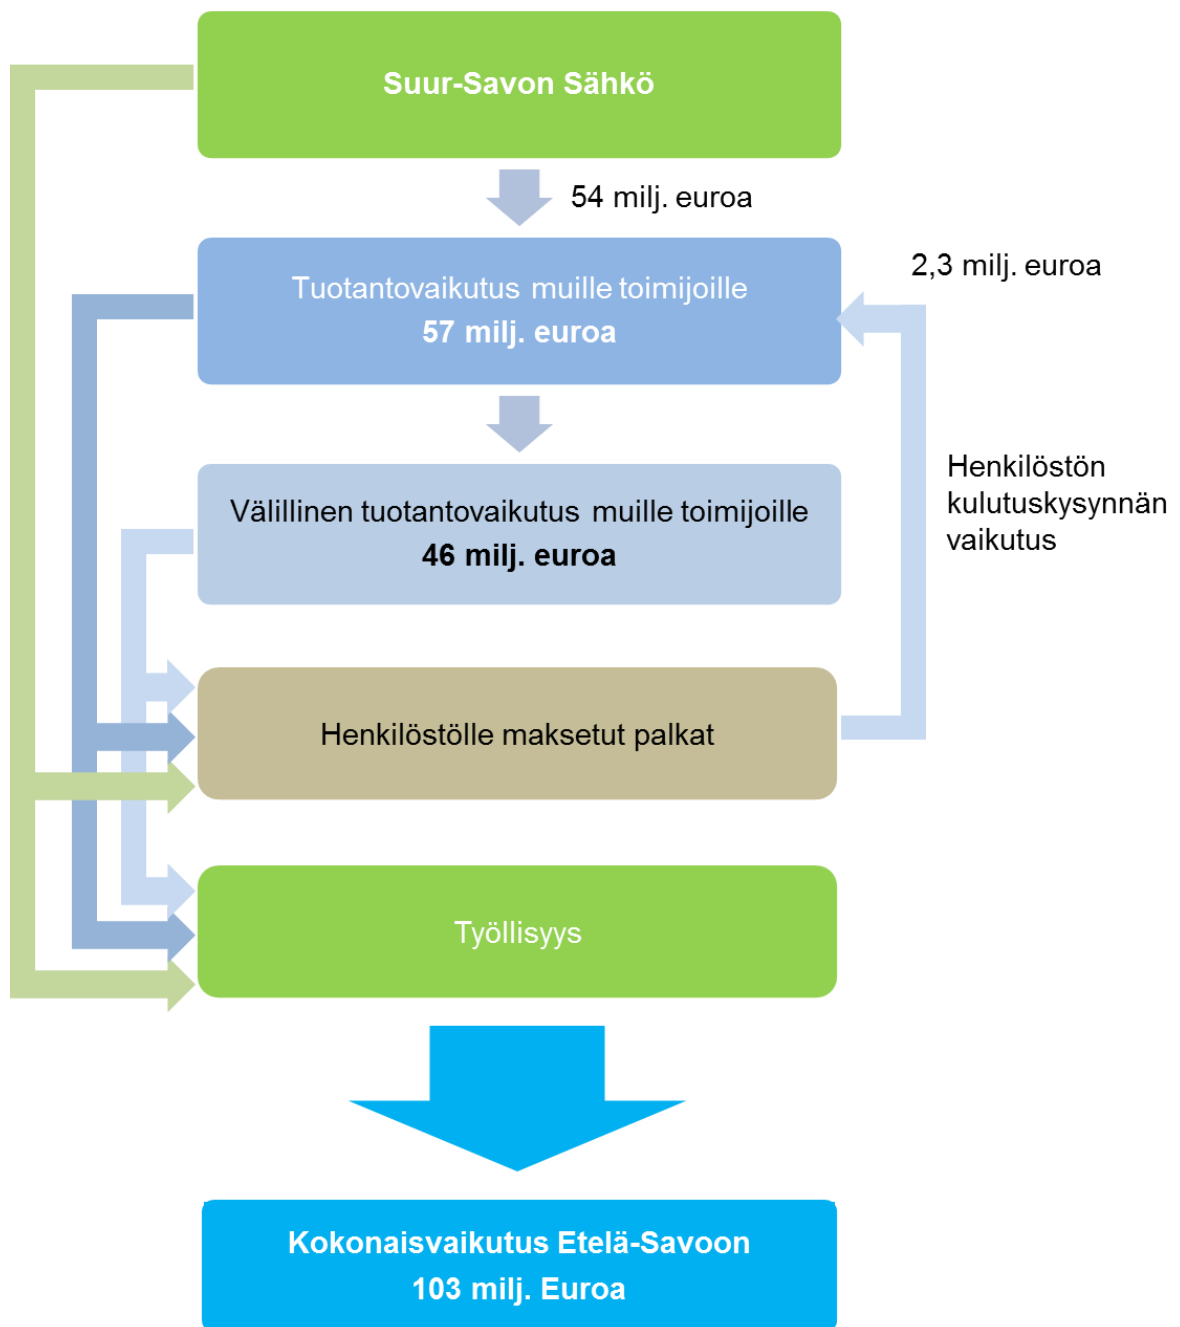 Suur-Savon Sähkö
54 milj. euroa
2,3 milj. euroa
Tuotantovaikutus muille toimijoille
57 milj. euroa
Henkilöstön
kulutuskysynnän
vaikutus
Välillinen tuotantovaikutus muille toimijoille
46 milj. euroa
Henkilöstölle maksetut palkat
Työllisyys
Kokonaisvaikutus Etelä-Savoon
103 milj. Euroa